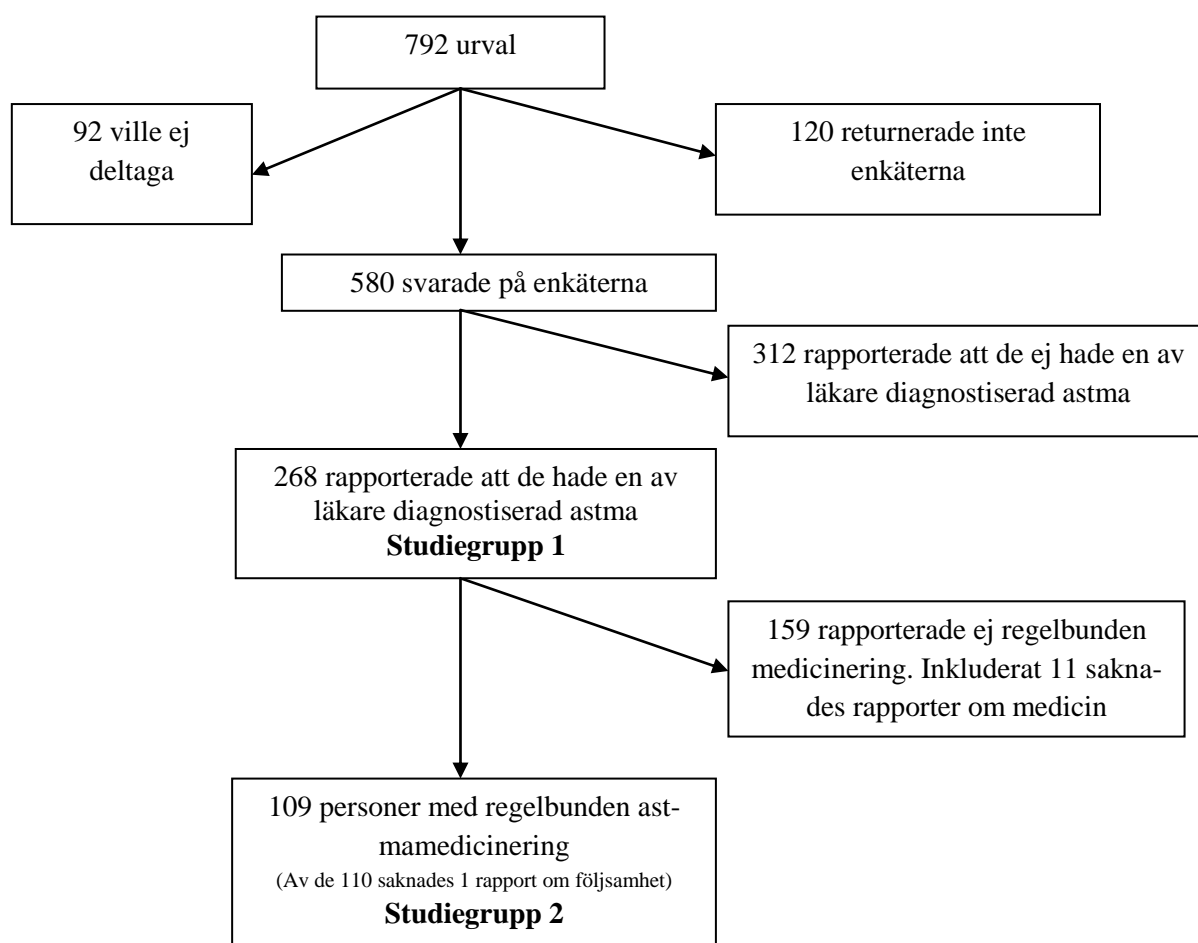 792 urval
92 ville ej
deltaga
120 returnerade inte
enkäterna
580 svarade på enkäterna
312 rapporterade att de ej hade en av
läkare diagnostiserad astma
268 rapporterade att de hade en av
läkare diagnostiserad astma
Studiegrupp 1
159 rapporterade ej regelbunden
medicinering. Inkluderat 11 sakna-
des rapporter om medicin
109 personer med regelbunden ast-
mamedicinering
(Av de 110 saknades 1 rapport om följsamhet)
Studiegrupp 2